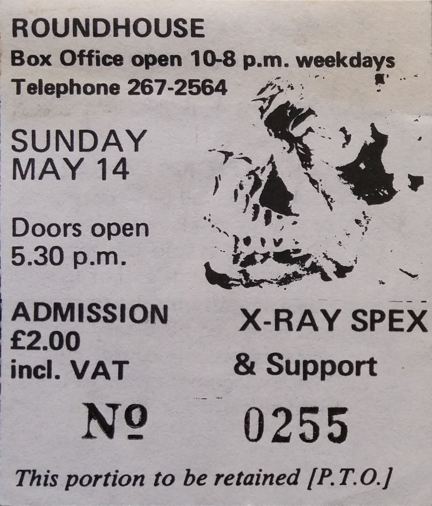 ROUNDHOUSE
Box Office open 10-8 p.m. weekdays
Telephone 267-2564
SUNDAY
MAY 14
Doors open
5.30 p.m.
ADMISSION
£2.00
incl. VAT
X-RAY SPEX
& Support
Nº 0255
This portion to be retained [P.T.O.]